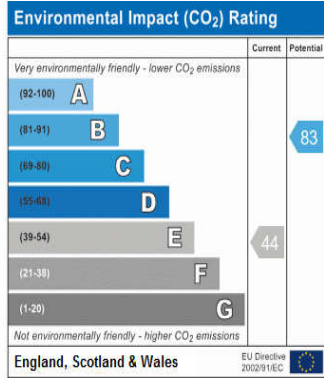 Environmental Impact (CO₂) Rating
Current Potential
Very environmentally friendly - lower CO₂ emissions
(92-100) A
(81-91) B
83
(69-80) C
(55-68) D
(39-54) E
44
(21-38) F
(1-20) G
Not environmentally friendly - higher CO₂ emissions
England, Scotland & Wales
EU Directive
2002/91/EC